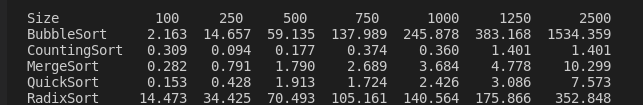 Size 100 250 500 750 1000 1250 2500
BubbleSort 2.163 14.657 59.135 137.989 245.878 383.168 1534.359
CountingSort 0.309 0.094 0.177 0.374 0.360 1.401 1.401
MergeSort 0.282 0.791 1.790 2.689 3.684 4.778 10.299
QuickSort 0.153 0.428 1.913 1.724 2.426 3.086 7.573
RadixSort 14.473 34.425 70.493 105.161 140.564 175.866 352.848